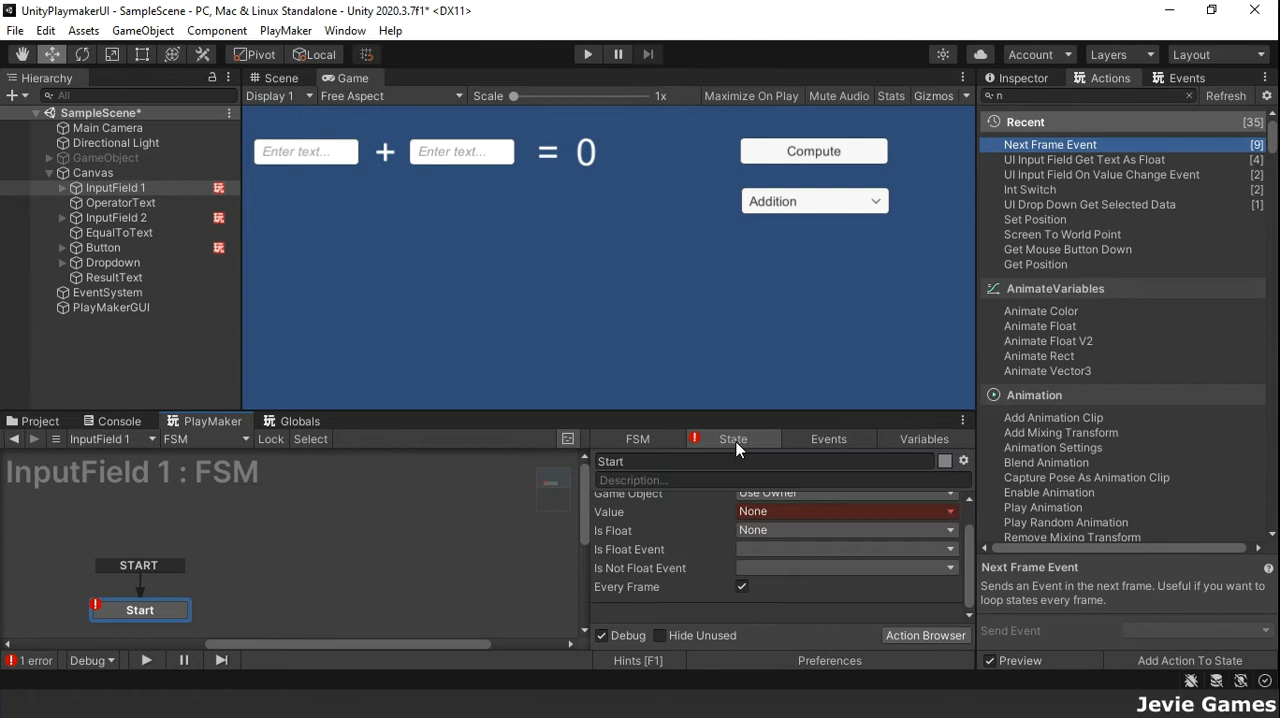 UnityPlaymakerUI - SampleScene - PC, Mac & Linux Standalone - Unity 2020.3.7f1* <DX11>
File Edit Assets GameObject Component PlayMaker Window Help
Pivot Local Account Layers Layout
Hierarchy
All
SampleScene*
Main Camera
Directional Light
GameObject
Canvas
InputField 1
OperatorText
InputField 2
EqualToText
Button
Dropdown
ResultText
EventSystem
PlayMakerGUI
Scene Game
Display 1 Free Aspect Scale 1x Maximize On Play Mute Audio Stats Gizmos
Enter text... + Enter text... = 0 Compute
Addition
Inspector Actions Events
n Refresh
Recent [35]
Next Frame Event [9]
UI Input Field Get Text As Float [4]
UI Input Field On Value Change Event [2]
Int Switch [2]
UI Drop Down Get Selected Data [1]
Set Position
Screen To World Point
Get Mouse Button Down
Get Position
AnimateVariables
Animate Color
Animate Float
Animate Float V2
Animate Rect
Animate Vector3
Animation
Add Animation Clip
Add Mixing Transform
Animation Settings
Blend Animation
Capture Pose As Animation Clip
Enable Animation
Play Animation
Play Random Animation
Remove Mixing Transform
Next Frame Event
Sends an Event in the next frame. Useful if you want to
loop states every frame.
Send Event
Preview Add Action To State
Project Console PlayMaker Globals
InputField 1 FSM Lock Select
InputField 1 : FSM
START
! Start
FSM ! State Events Variables
Start
Description...
Game Object Use Owner
Value None
Is Float None
Is Float Event
Is Not Float Event
Every Frame
Debug Hide Unused Action Browser
! 1 error Debug Hints [F1] Preferences
Jevie Games